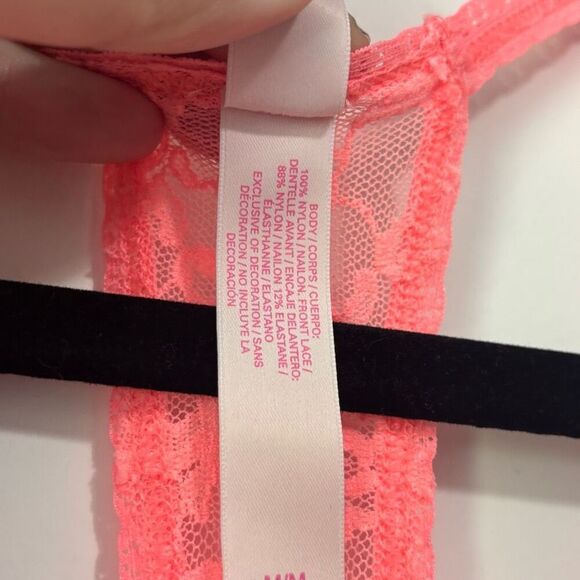 BODY / CORPS / CUERPO:
100% NYLON / NAILON. FRONT LACE /
DENTELLE AVANT / ENCAJE DELANTERO:
88% NYLON / NAILON 12% ELASTANE /
ÉLASTHANNE / ELASTANO
EXCLUSIVE OF DECORATION / SANS
DÉCORATION / NO INCLUYE LA
DECORACIÓN
M/M